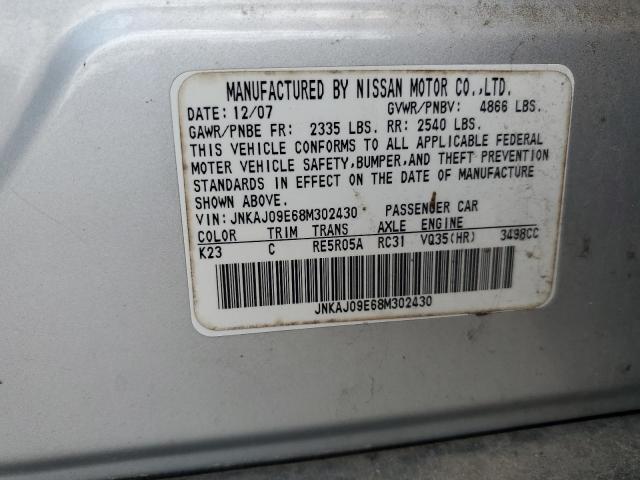 MANUFACTURED BY NISSAN MOTOR CO.,LTD.
DATE: 12/07 GVWR/PNBV: 4866 LBS.
GAWR/PNBE FR: 2335 LBS. RR: 2540 LBS.
THIS VEHICLE CONFORMS TO ALL APPLICABLE FEDERAL
MOTER VEHICLE SAFETY,BUMPER,AND THEFT PREVENTION
STANDARDS IN EFFECT ON THE DATE OF MANUFACTURE
SHOWN ABOVE.
VIN: JNKAJ09E68M302430 PASSENGER CAR
COLOR TRIM TRANS AXLE ENGINE
K23 C RE5R05A RC31 VQ35(HR) 3498CC
JNKAJ09E68M302430